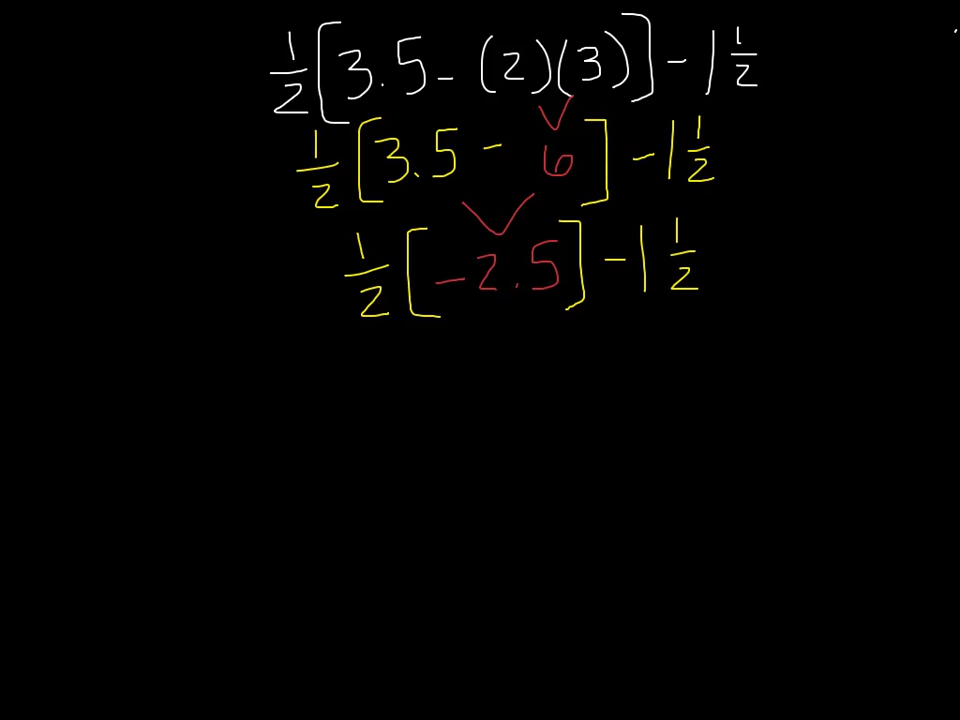 1/2 [3.5 - (2)(3)] - 1 1/2
1/2 [3.5 - 6] - 1 1/2
1/2 [-2.5] - 1 1/2